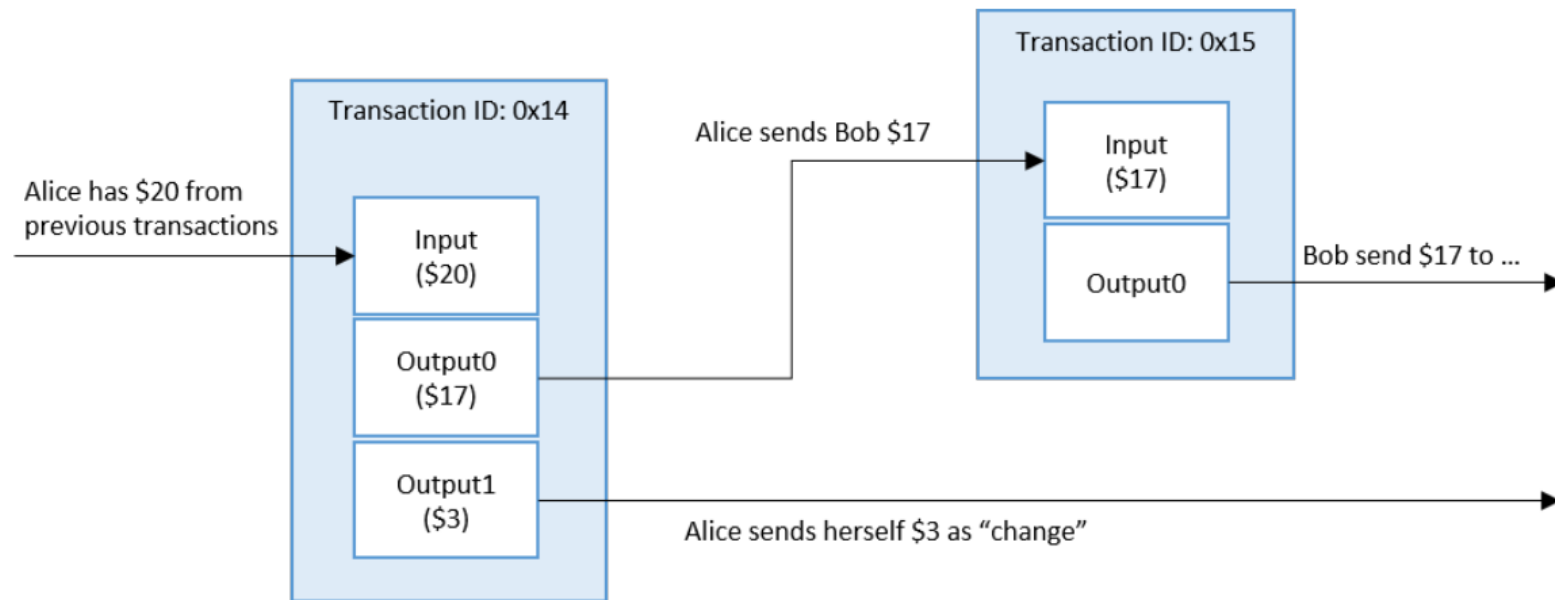 Transaction ID: 0x15
Transaction ID: 0x14
Alice sends Bob $17
Input
($17)
Alice has $20 from
previous transactions
Input
($20)
Bob send $17 to ...
Output0
Output0
($17)
Output1
($3)
Alice sends herself $3 as “change”